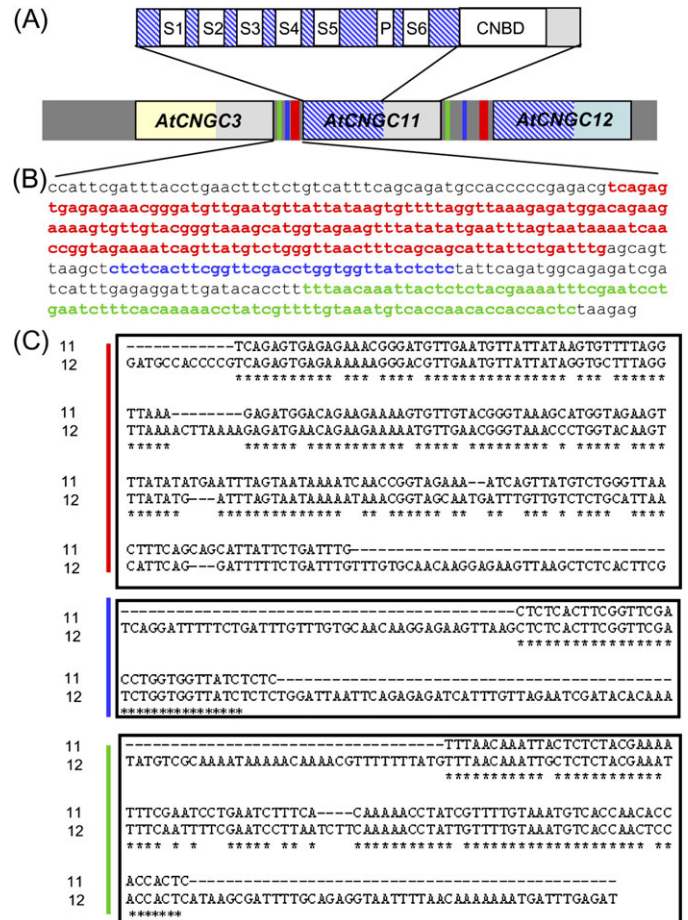 (A)
S1 S2 S3 S4 S5 P S6 CNBD
AtCNGC3 AtCNGC11 AtCNGC12
(B)
ccattcgatttacctgaacttctctgtcatttcagcagatgccacccccgagacgtcagag
tgagagaaacgggatgttgaatgttattataagtgttttaggttaaagagatggacagaag
aaaagtgttgtacgggtaaagcatggtagaagtttatatatgaatttagtaataaaatcaa
ccggtagaaaatcagttatgtctgggttaactttcagcagcattattctgatttgagcagt
taagctctctcacttcggttcgacctggtggttatctctctattcagatggcagagatcga
tcatttgagaggattgatacacctttttaacaaattactctctacgaaaatttcgaatcct
gaatctttcacaaaaacctatcgttttgtaaatgtcaccaacaccaccactctaagag
(C)
11 ------------TCAGAGTGAGAGAAACGGGATGTTGAATGTTATTATAAGTGTTTTAGG
12 GATGCCACCCCGTCAGAGTGAGAAAAAGGGACGTTGAATGTTATTATAGGTGCTTTAGG
*********** *** **** **************** *** ******
11 TTAAA--------GAGATGGACAGAAGAAAAGTGTTGTACGGGTAAAGCATGGTAGAAGT
12 TTAAAACTTAAAAGAGATGAACAGAAGAAAAATGTTGAACGGGTAAACCCTGGTACAAGT
***** ****** *********** ***** ********* * ***** ****
11 TTATATATGAATTTAGTAATAAAATCAACCGGTAGAAA--ATCAGTTATGTCTGGGTTAA
12 TTATATG---ATTTAGTAATAAAAATAAACGGTAGCAATGATTTGTTGTCTCTGCATTAA
****** ************** ** ****** ** ** *** * **** ****
11 CTTTCAGCAGCATTATTCTGATTTG-----------------------------------
12 CATTCAG---GATTTTTCTGATTTGTTTGTGCAACAAGGAGAAGTTAAGCTCTCACTTCG
11 -------------------------------------------CTCTCACTTCGGTTCGA
12 TCAGGATTTTTCTGATTTGTTTGTGCAACAAGGAGAAGTTAAGCTCTCACTTCGGTTCGA
*****************
11 CCTGGTGGTTATCTCTC-------------------------------------------
12 TCTGGTGGTTATCTCTCTGGATTAATTCAGAGAGATCATTTGTTAGAATCGATACACAAA
****************
11 -----------------------------------TTTAACAAATTACTCTCTACGAAAA
12 TATGTCGCAAAATAAAAACAAAACGTTTTTTTATGTTTAACAAATTGCTCTCTACGAAAT
*********** ************
11 TTTCGAATCCTGAATCTTTCA----CAAAAACCTATCGTTTTGTAAATGTCACCAACACC
12 TTTCAATTTTCGAATCCTTAATCTTCAAAAACCTATTGTTTTGTAAATGTCACCAACTCC
**** * * ***** ** * *********** ******************** **
11 ACCACTC-----------------------------------------------
12 ACCACTCATAAGCGATTTTGCAGAGGTAATTTTAACAAAAAAATGATTTGAGAT
*******